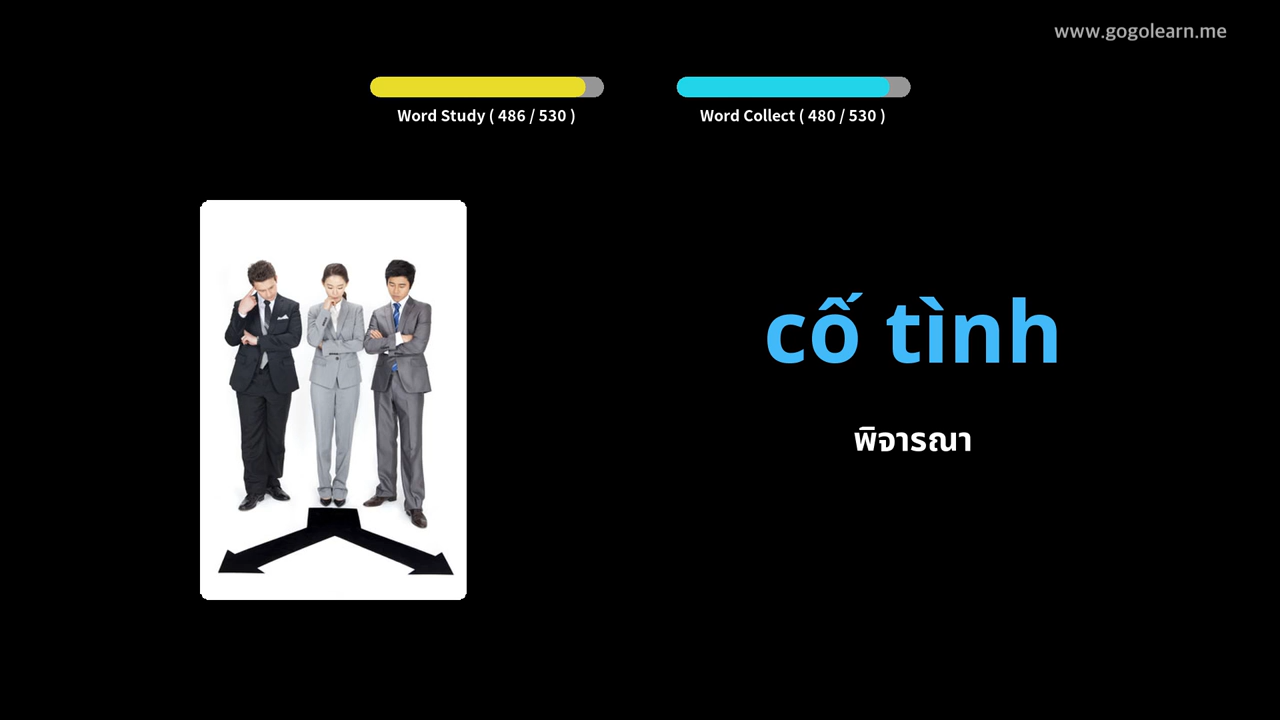 www.gogolearn.me
Word Study ( 486 / 530 )
Word Collect ( 480 / 530 )
cố tình
พิจารณา